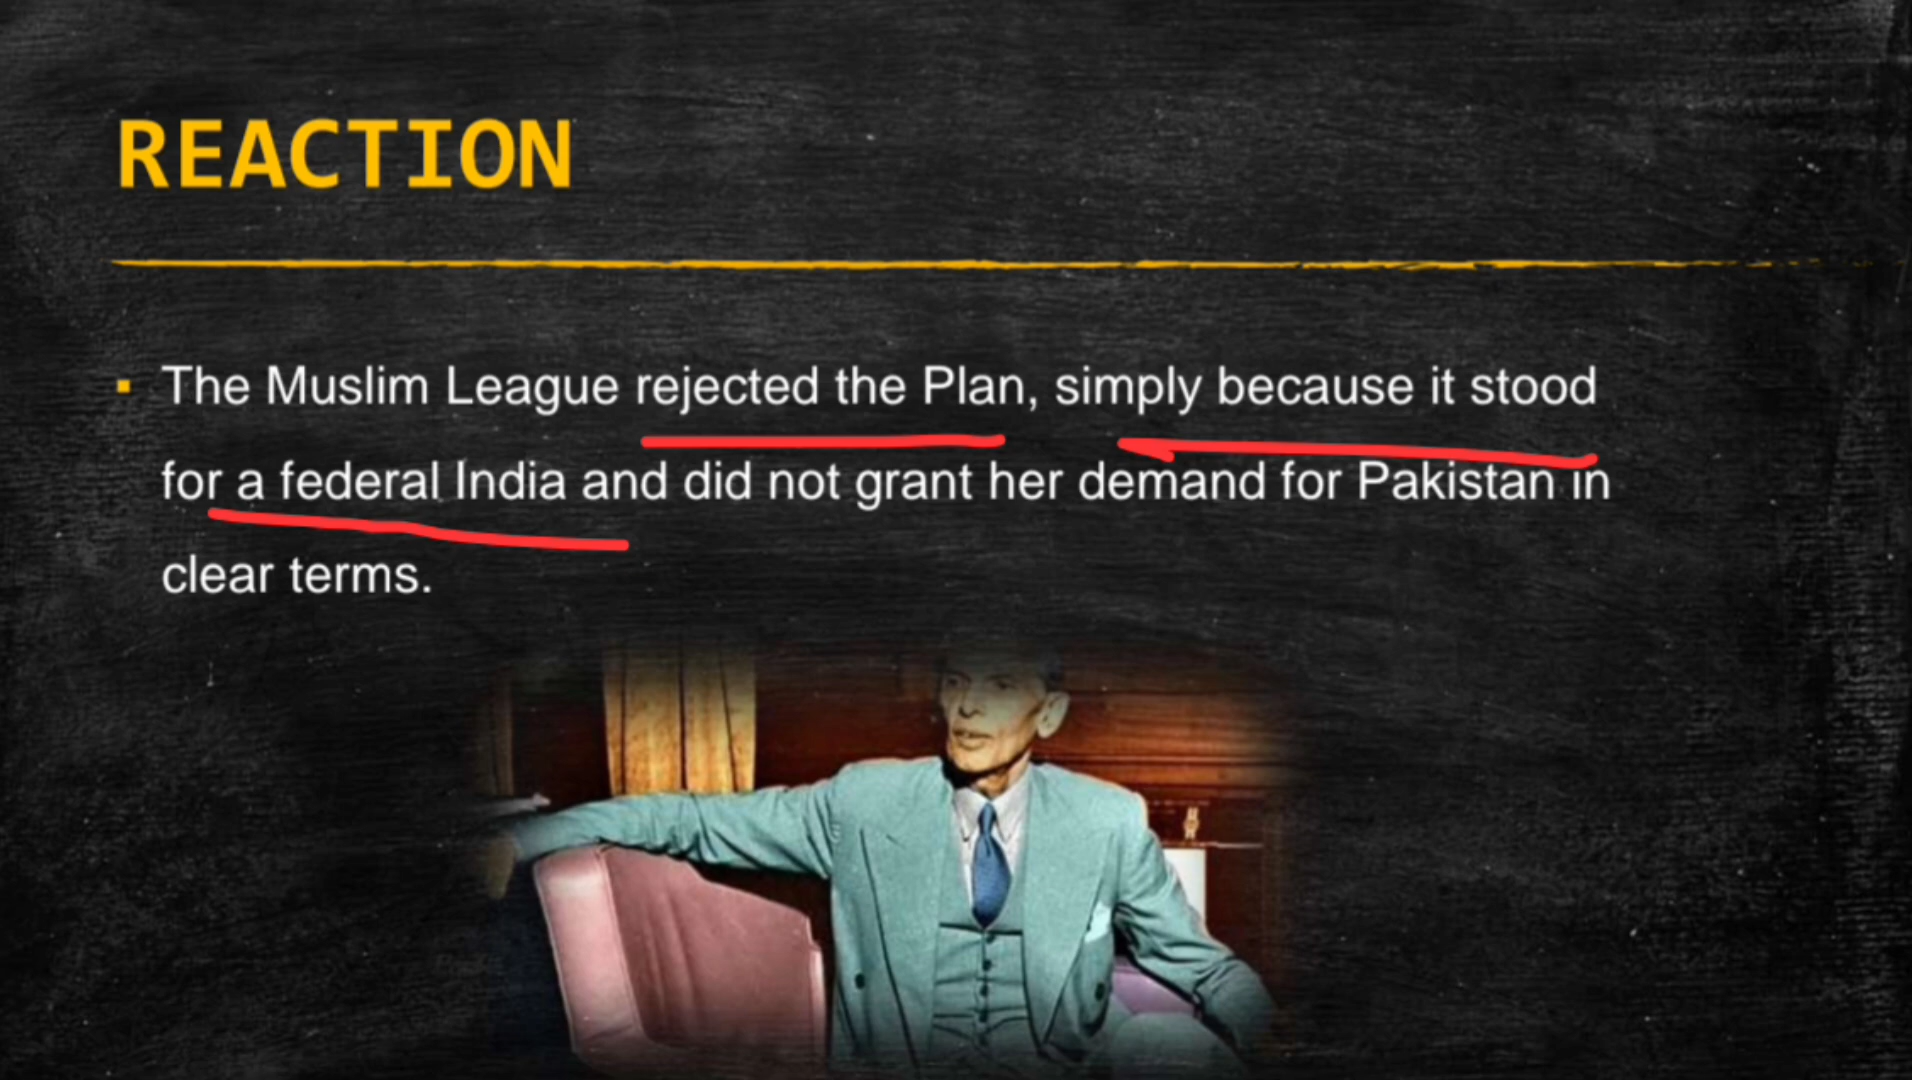 REACTION
▪ The Muslim League rejected the Plan, simply because it stood
for a federal India and did not grant her demand for Pakistan in
clear terms.